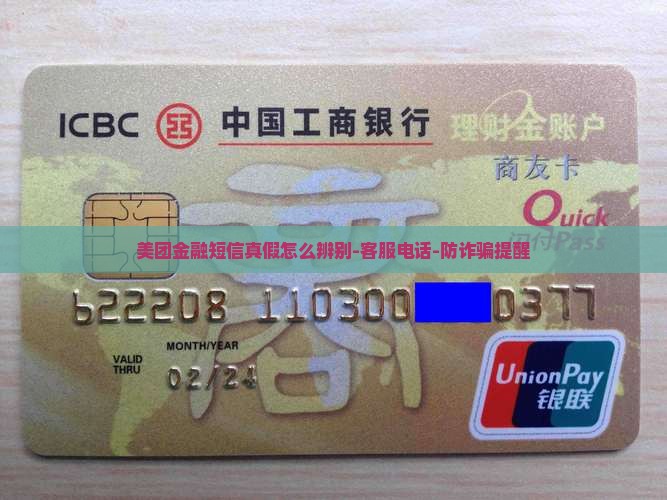 ICBC 中国工商银行 理财金账户
商友卡
Quick
闪付Pass
美团金融短信真假怎么辨别-客服电话-防诈骗提醒
商
622208 110300 0377
MONTH/YEAR
VALID THRU
02/24
UnionPay
银联